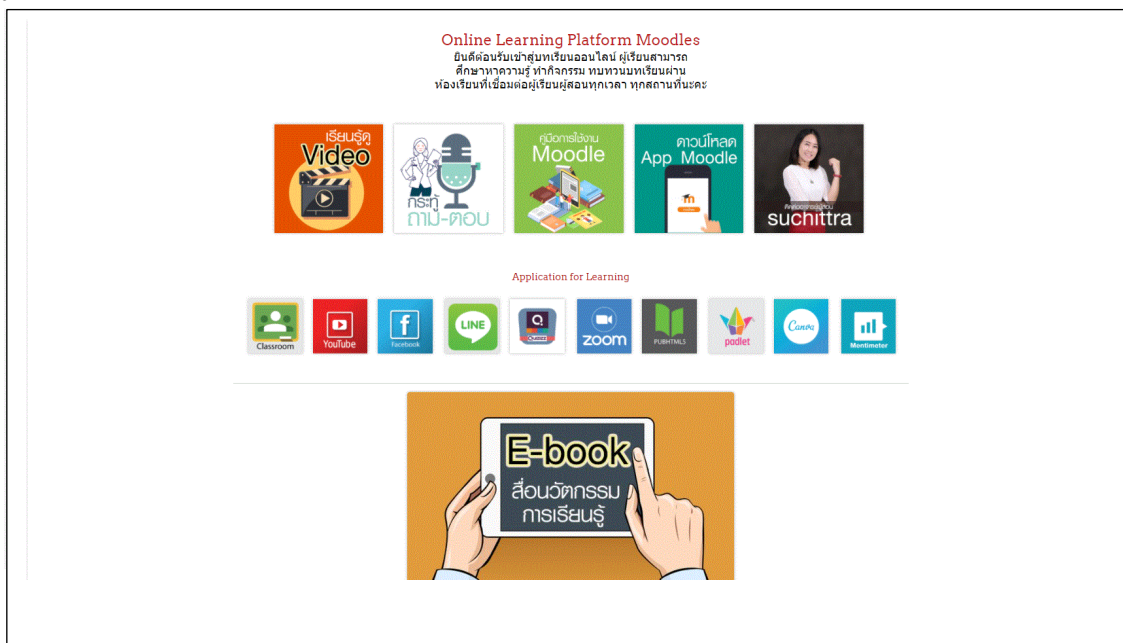 Online Learning Platform Moodles
ยินดีต้อนรับเข้าสู่บทเรียนออนไลน์ ผู้เรียนสามารถ
ศึกษาหาความรู้ ทำกิจกรรม ทบทวนบทเรียนผ่าน
ห้องเรียนที่เชื่อมต่อผู้เรียนผู้สอนทุกเวลา ทุกสถานที่นะคะ
เรียนรู้ดู
Video
กระทู้
ถาม-ตอบ
คู่มือการใช้งาน
Moodle
ดาวน์โหลด
App Moodle
suchittra
Application for Learning
Classroom
YouTube
Facebook
LINE
Quizizz
zoom
PUBHTML5
padlet
Canva
Mentimeter
E-book
สื่อนวัตกรรม
การเรียนรู้